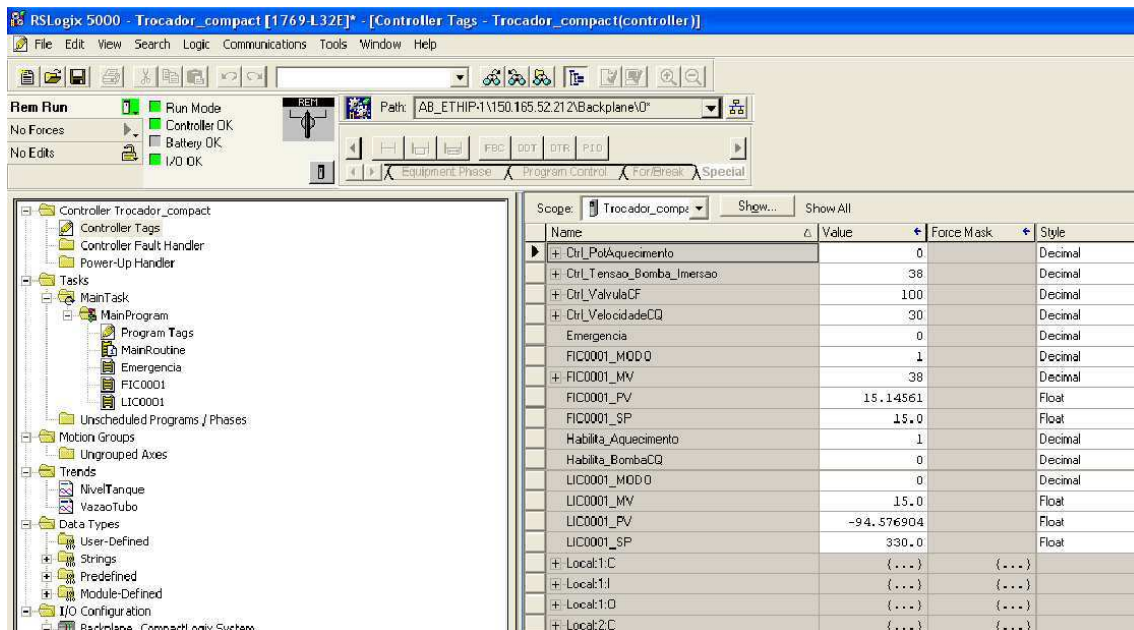 RSLogix 5000 - Trocador_compact [1769-L32E]* - [Controller Tags - Trocador_compact(controller)]
File Edit View Search Logic Communications Tools Window Help
Rem Run
Run Mode
REM
Path: AB_ETHIP-1\150.165.52.212\Backplane\0*
No Forces
Controller OK
Battery OK
No Edits
I/O OK
FBC DDT DTR PID
Equipment Phase Program Control For/Break Special
Controller Trocador_compact
Controller Tags
Controller Fault Handler
Power-Up Handler
Tasks
MainTask
MainProgram
Program Tags
MainRoutine
Emergencia
FIC0001
LIC0001
Unscheduled Programs / Phases
Motion Groups
Ungrouped Axes
Trends
NivelTanque
VazaoTubo
Data Types
User-Defined
Strings
Predefined
Module-Defined
I/O Configuration
Backplane, CompactLogix System
Scope: Trocador_compa Show... Show All
Name Value Force Mask Style
Ctrl_PotAquecimento 0 Decimal
Ctrl_Tensao_Bomba_Imersao 38 Decimal
Ctrl_ValvulaCF 100 Decimal
Ctrl_VelocidadeCQ 30 Decimal
Emergencia 0 Decimal
FIC0001_MODO 1 Decimal
FIC0001_MV 38 Decimal
FIC0001_PV 15.14561 Float
FIC0001_SP 15.0 Float
Habilita_Aquecimento 1 Decimal
Habilita_BombaCQ 0 Decimal
LIC0001_MODO 0 Decimal
LIC0001_MV 15.0 Float
LIC0001_PV -94.576904 Float
LIC0001_SP 330.0 Float
Local:1:C {...} {...}
Local:1:I {...} {...}
Local:1:O {...} {...}
Local:2:C {...} {...}